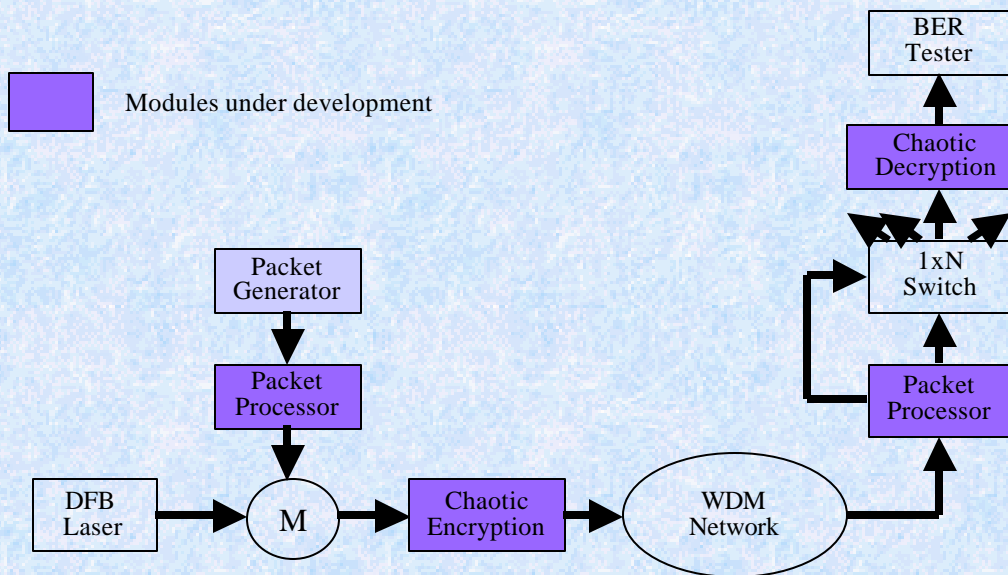 BER
Tester
Modules under development
Chaotic
Decryption
1xN
Switch
Packet
Generator
Packet
Processor
Packet
Processor
DFB
Laser
M
Chaotic
Encryption
WDM
Network